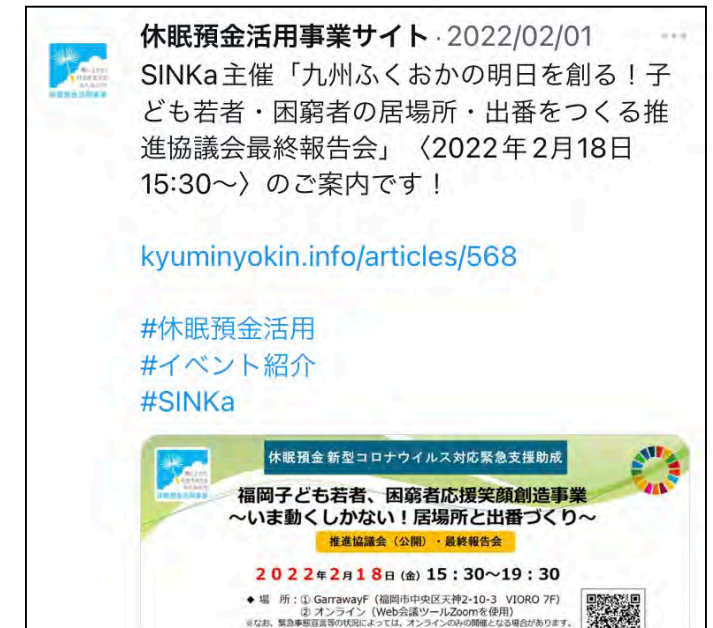 休眠預金活用事業サイト · 2022/02/01
SINKa主催「九州ふくおかの明日を創る！子
ども若者・困窮者の居場所・出番をつくる推
進協議会最終報告会」〈2022年2月18日
15:30～〉のご案内です！
kyuminyokin.info/articles/568
#休眠預金活用
#イベント紹介
#SINKa
休眠預金 新型コロナウイルス対応緊急支援助成
福岡子ども若者、困窮者応援笑顔創造事業
～いま動くしかない！居場所と出番づくり～
推進協議会（公開）・最終報告会
２０２２年２月１８日（金）15：30～19：30
◆ 場　所：① GarrawayF（福岡市中央区天神2-10-3 VIORO 7F）
② オンライン（Web会議ツールZoomを使用）
※なお、緊急事態宣言等の状況によっては、オンラインのみの開催となる場合があります。